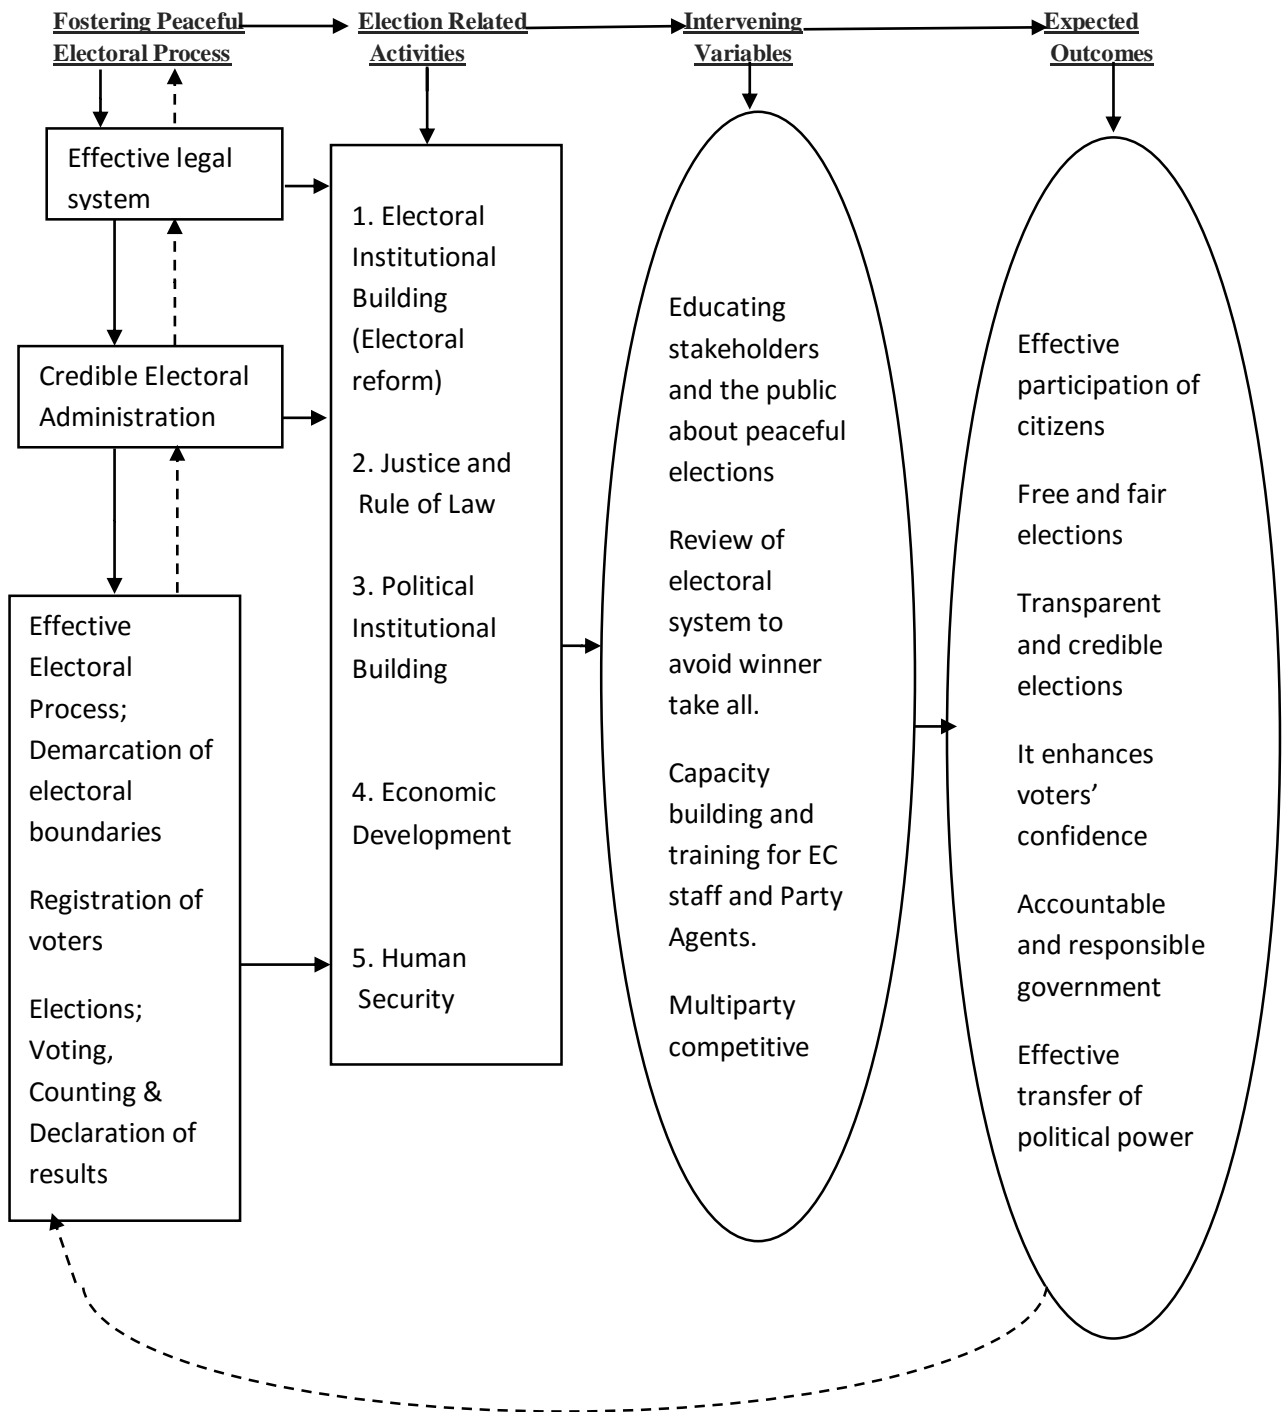 Fostering Peaceful
Electoral Process
Election Related
Activities
Intervening
Variables
Expected
Outcomes
Effective legal
system
Credible Electoral
Administration
Effective
Electoral
Process;
Demarcation of
electoral
boundaries
Registration of
voters
Elections;
Voting,
Counting &
Declaration of
results
1. Electoral
Institutional
Building
(Electoral
reform)
2. Justice and
Rule of Law
3. Political
Institutional
Building
4. Economic
Development
5. Human
Security
Educating
stakeholders
and the public
about peaceful
elections
Review of
electoral
system to
avoid winner
take all.
Capacity
building and
training for EC
staff and Party
Agents.
Multiparty
competitive
Effective
participation of
citizens
Free and fair
elections
Transparent
and credible
elections
It enhances
voters’
confidence
Accountable
and responsible
government
Effective
transfer of
political power